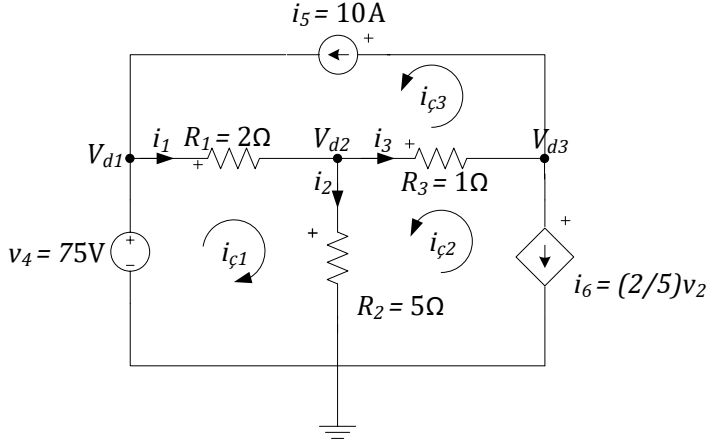 i5 = 10A
+
iç3
Vd1
i1
R1 = 2Ω
+
Vd2
i3
+
Vd3
R3 = 1Ω
i2
+
v4 = 75V
+
−
iç1
iç2
+
i6 = (2/5)v2
R2 = 5Ω